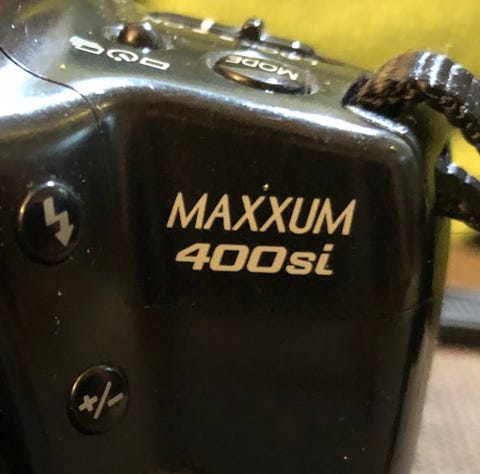 MODE
MAXXUM
400si
+/-